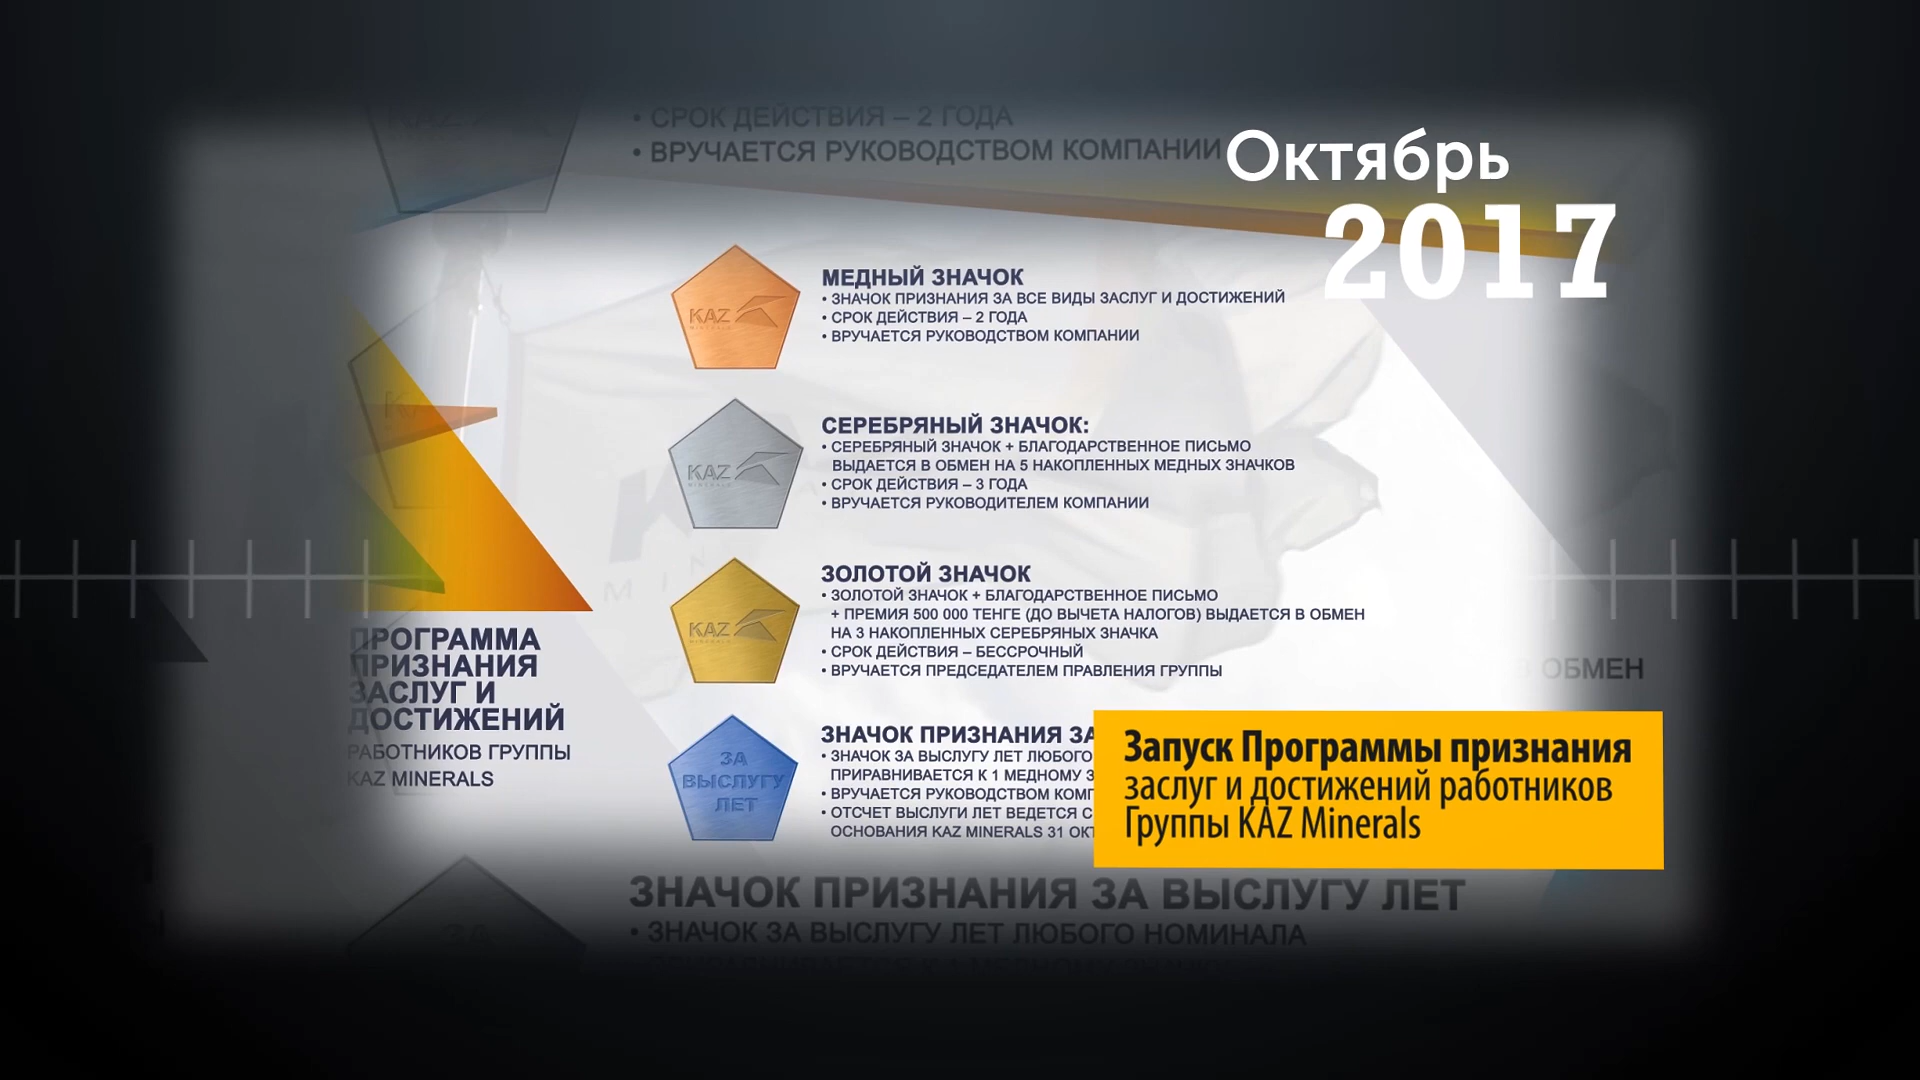 • СРОК ДЕЙСТВИЯ – 2 ГОДА
• ВРУЧАЕТСЯ РУКОВОДСТВОМ КОМПАНИИ
Октябрь
2017
KAZ
MINERALS
МЕДНЫЙ ЗНАЧОК
• ЗНАЧОК ПРИЗНАНИЯ ЗА ВСЕ ВИДЫ ЗАСЛУГ И ДОСТИЖЕНИЙ
• СРОК ДЕЙСТВИЯ – 2 ГОДА
• ВРУЧАЕТСЯ РУКОВОДСТВОМ КОМПАНИИ
KAZ
MINERALS
СЕРЕБРЯНЫЙ ЗНАЧОК:
• СЕРЕБРЯНЫЙ ЗНАЧОК + БЛАГОДАРСТВЕННОЕ ПИСЬМО
ВЫДАЕТСЯ В ОБМЕН НА 5 НАКОПЛЕННЫХ МЕДНЫХ ЗНАЧКОВ
• СРОК ДЕЙСТВИЯ – 3 ГОДА
• ВРУЧАЕТСЯ РУКОВОДИТЕЛЕМ КОМПАНИИ
KAZ
MINERALS
ЗОЛОТОЙ ЗНАЧОК
• ЗОЛОТОЙ ЗНАЧОК + БЛАГОДАРСТВЕННОЕ ПИСЬМО
+ ПРЕМИЯ 500 000 ТЕНГЕ (ДО ВЫЧЕТА НАЛОГОВ) ВЫДАЕТСЯ В ОБМЕН
НА 3 НАКОПЛЕННЫХ СЕРЕБРЯНЫХ ЗНАЧКА
• СРОК ДЕЙСТВИЯ – БЕССРОЧНЫЙ
• ВРУЧАЕТСЯ ПРЕДСЕДАТЕЛЕМ ПРАВЛЕНИЯ ГРУППЫ
ОБМЕН
ПРОГРАММА
ПРИЗНАНИЯ
ЗАСЛУГ И
ДОСТИЖЕНИЙ
РАБОТНИКОВ ГРУППЫ
KAZ MINERALS
ЗА
ВЫСЛУГУ
ЛЕТ
ЗНАЧОК ПРИЗНАНИЯ ЗА
• ЗНАЧОК ЗА ВЫСЛУГУ ЛЕТ ЛЮБОГО
ПРИРАВНИВАЕТСЯ К 1 МЕДНОМУ
• ВРУЧАЕТСЯ РУКОВОДСТВОМ
• ОТСЧЕТ ВЫСЛУГИ ЛЕТ ВЕДЕТСЯ С
ОСНОВАНИЯ KAZ MINERALS 31
Запуск Программы признания
заслуг и достижений работников
Группы KAZ Minerals
ЗНАЧОК ПРИЗНАНИЯ ЗА ВЫСЛУГУ ЛЕТ
• ЗНАЧОК ЗА ВЫСЛУГУ ЛЕТ ЛЮБОГО НОМИНАЛА